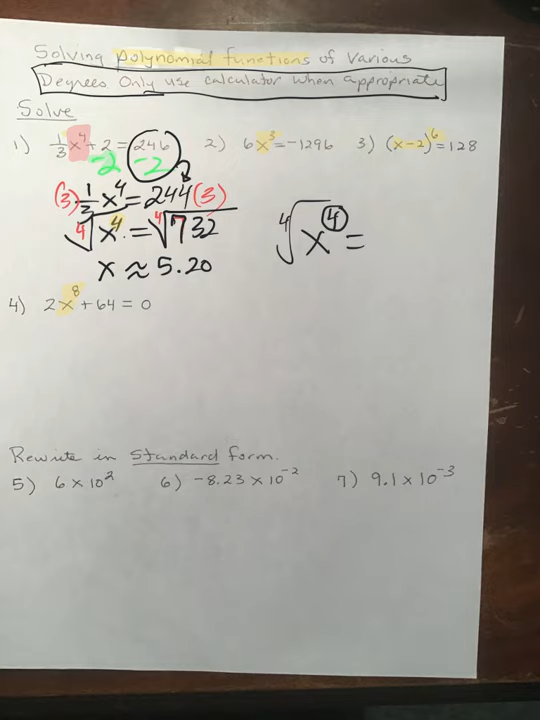 Solving polynomial functions of various
Degrees. Only use calculator when appropriate
Solve
1) 1/3 x⁴ + 2 = 246 2) 6x³ = -1296 3) (x-2)⁶ = 128
-2 -2
(3) 1/3 x⁴ = 244 (3)
⁴√x⁴ = ⁴√732 ⁴√x⁴ =
x ≈ 5.20
4) 2x⁸ + 64 = 0
Rewrite in Standard form.
5) 6 × 10² 6) -8.23 × 10⁻² 7) 9.1 × 10⁻³